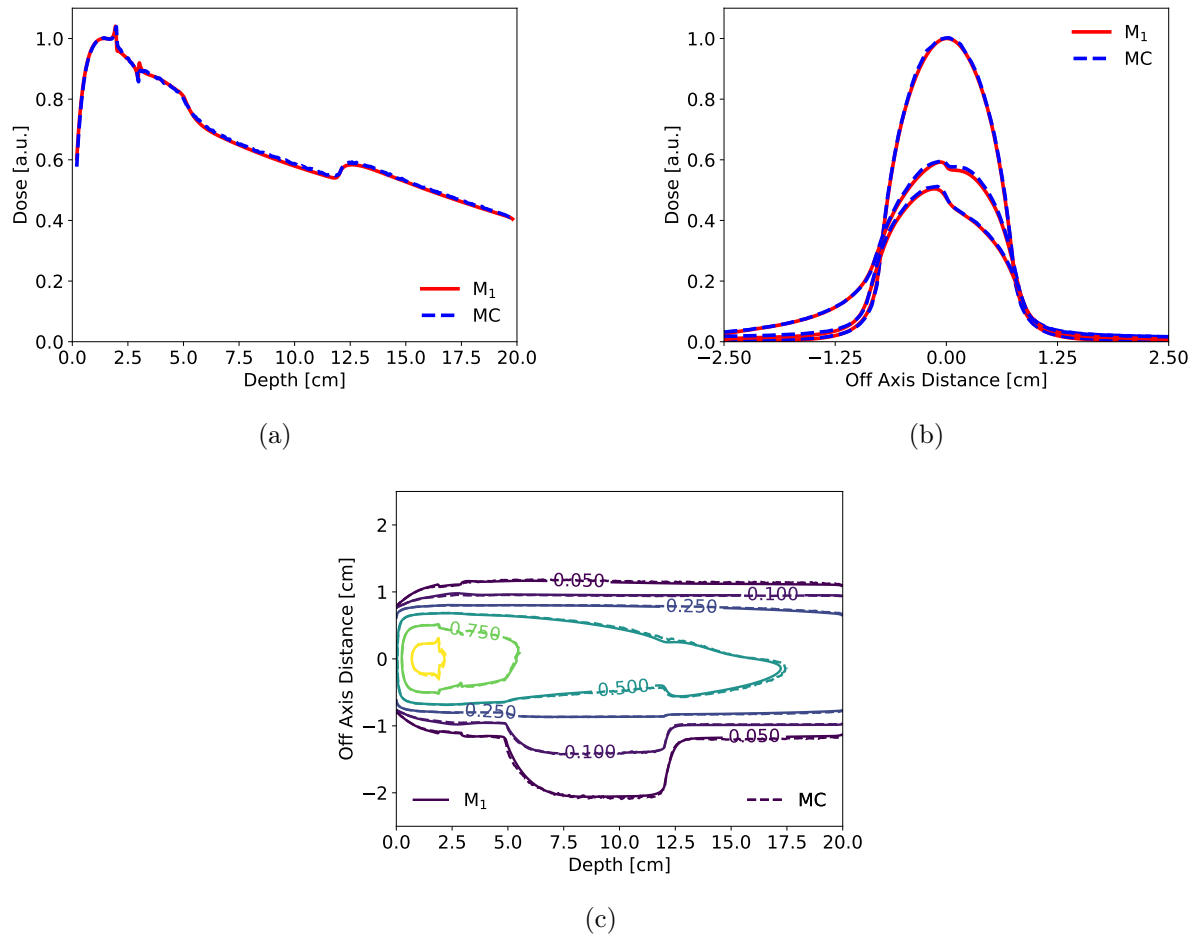 1.0
0.8
0.6
0.4
0.2
0.0
Dose [a.u.]
M1
MC
0.0 2.5 5.0 7.5 10.0 12.5 15.0 17.5 20.0
Depth [cm]
(a)
1.0
0.8
0.6
0.4
0.2
0.0
Dose [a.u.]
M1
MC
−2.50 −1.25 0.00 1.25 2.50
Off Axis Distance [cm]
(b)
2
1
0
−1
−2
Off Axis Distance [cm]
0.050
0.100
0.250
0.750
0.500
0.250
0.100
0.050
M1
MC
0.0 2.5 5.0 7.5 10.0 12.5 15.0 17.5 20.0
Depth [cm]
(c)